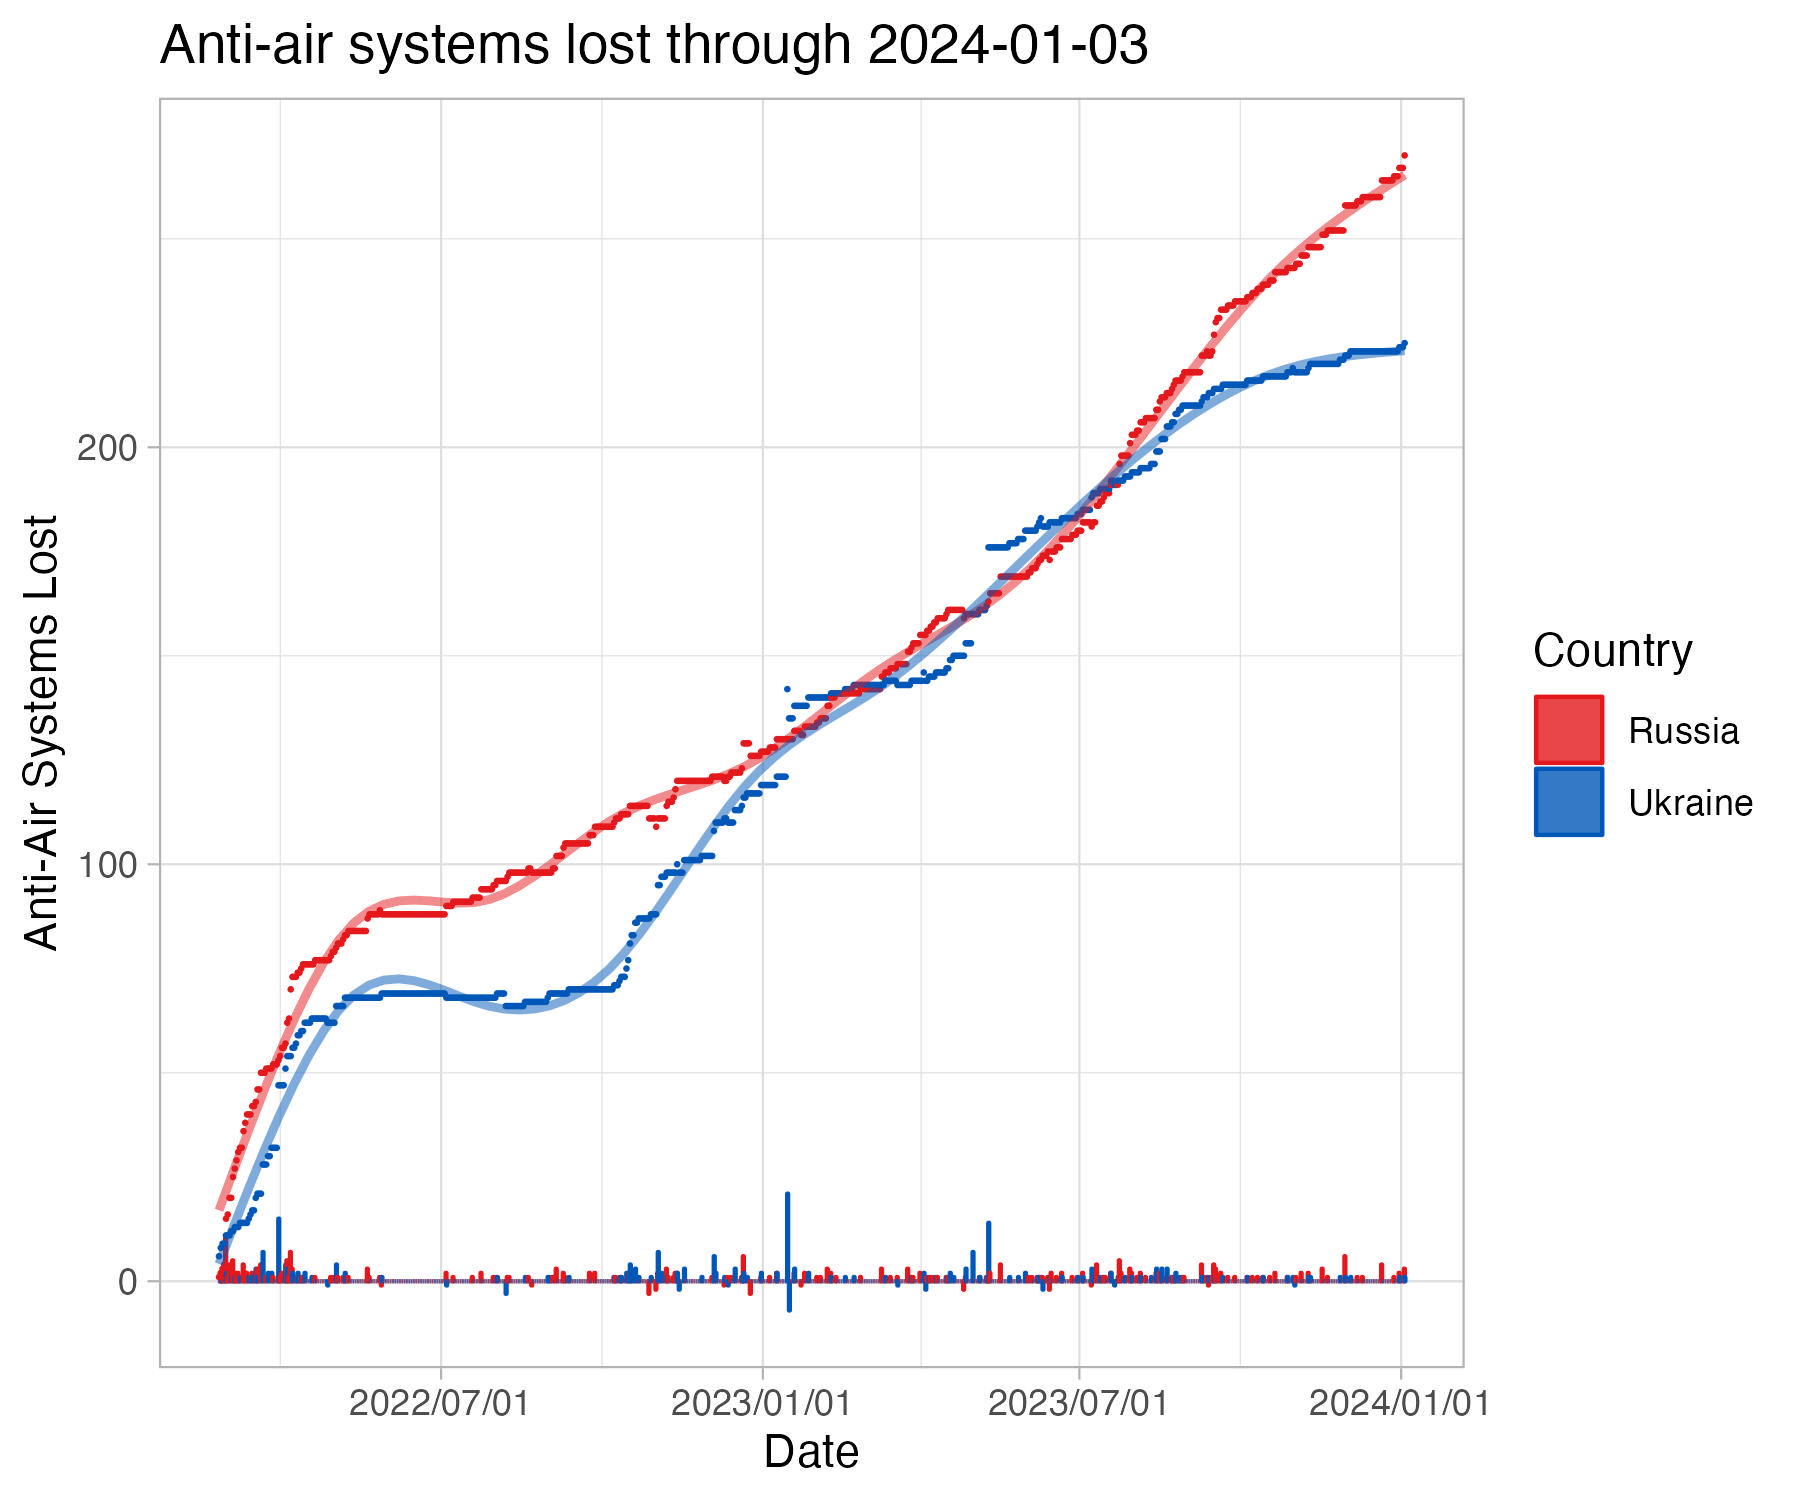 Anti-air systems lost through 2024-01-03
Anti-Air Systems Lost
200
100
0
2022/07/01
2023/01/01
2023/07/01
2024/01/01
Date
Country
Russia
Ukraine